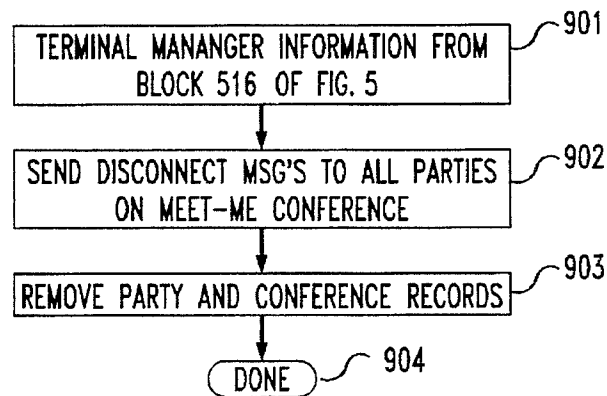 901
TERMINAL MANANGER INFORMATION FROM
BLOCK 516 OF FIG. 5
902
SEND DISCONNECT MSG'S TO ALL PARTIES
ON MEET-ME CONFERENCE
903
REMOVE PARTY AND CONFERENCE RECORDS
904
DONE